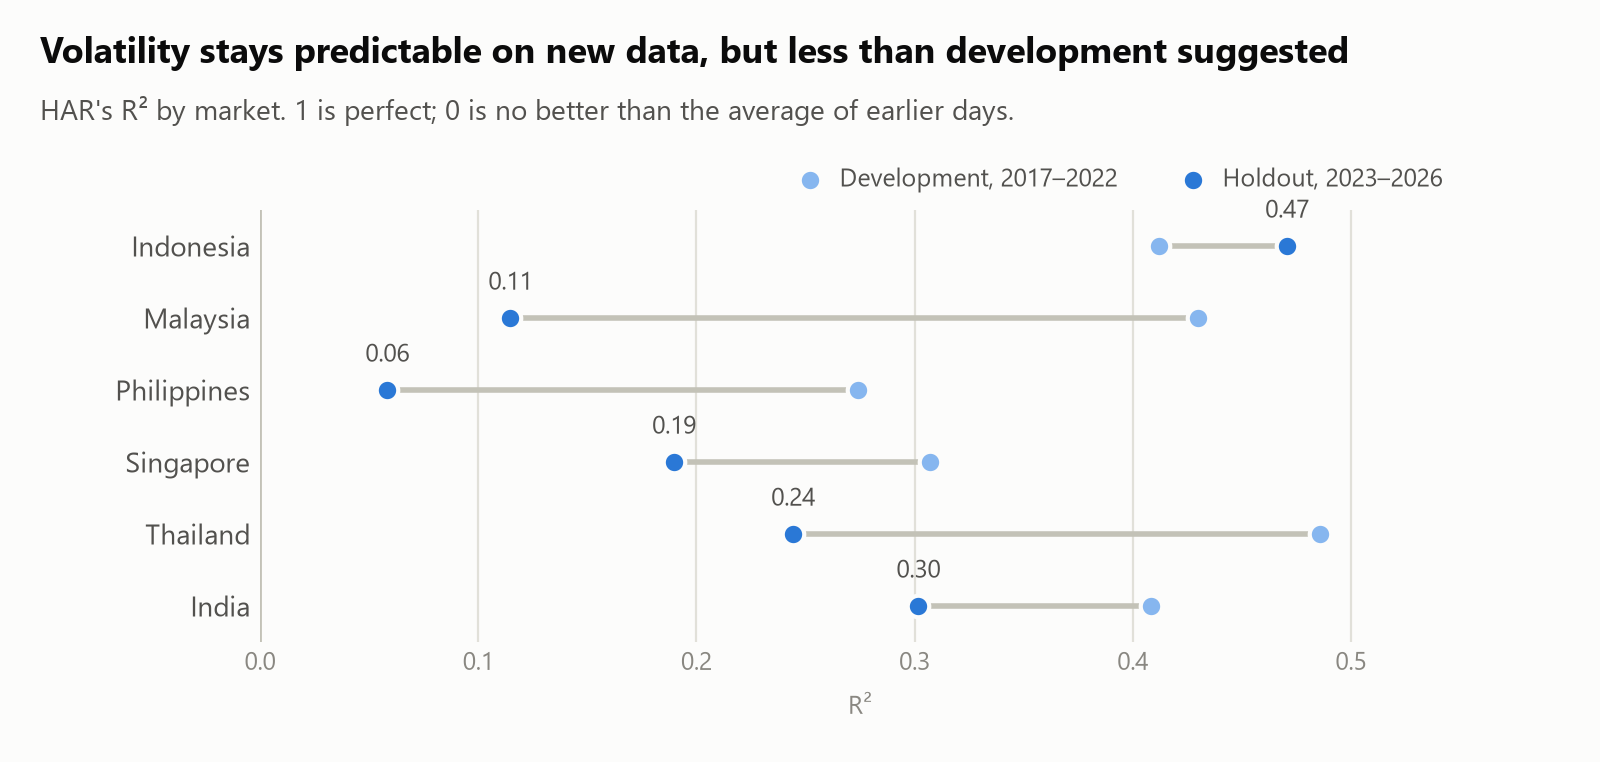 Volatility stays predictable on new data, but less than development suggested
HAR's R² by market. 1 is perfect; 0 is no better than the average of earlier days.
Development, 2017–2022
Holdout, 2023–2026
0.47
Indonesia
0.11
Malaysia
0.06
Philippines
0.19
Singapore
0.24
Thailand
0.30
India
0.0 0.1 0.2 0.3 0.4 0.5
R²